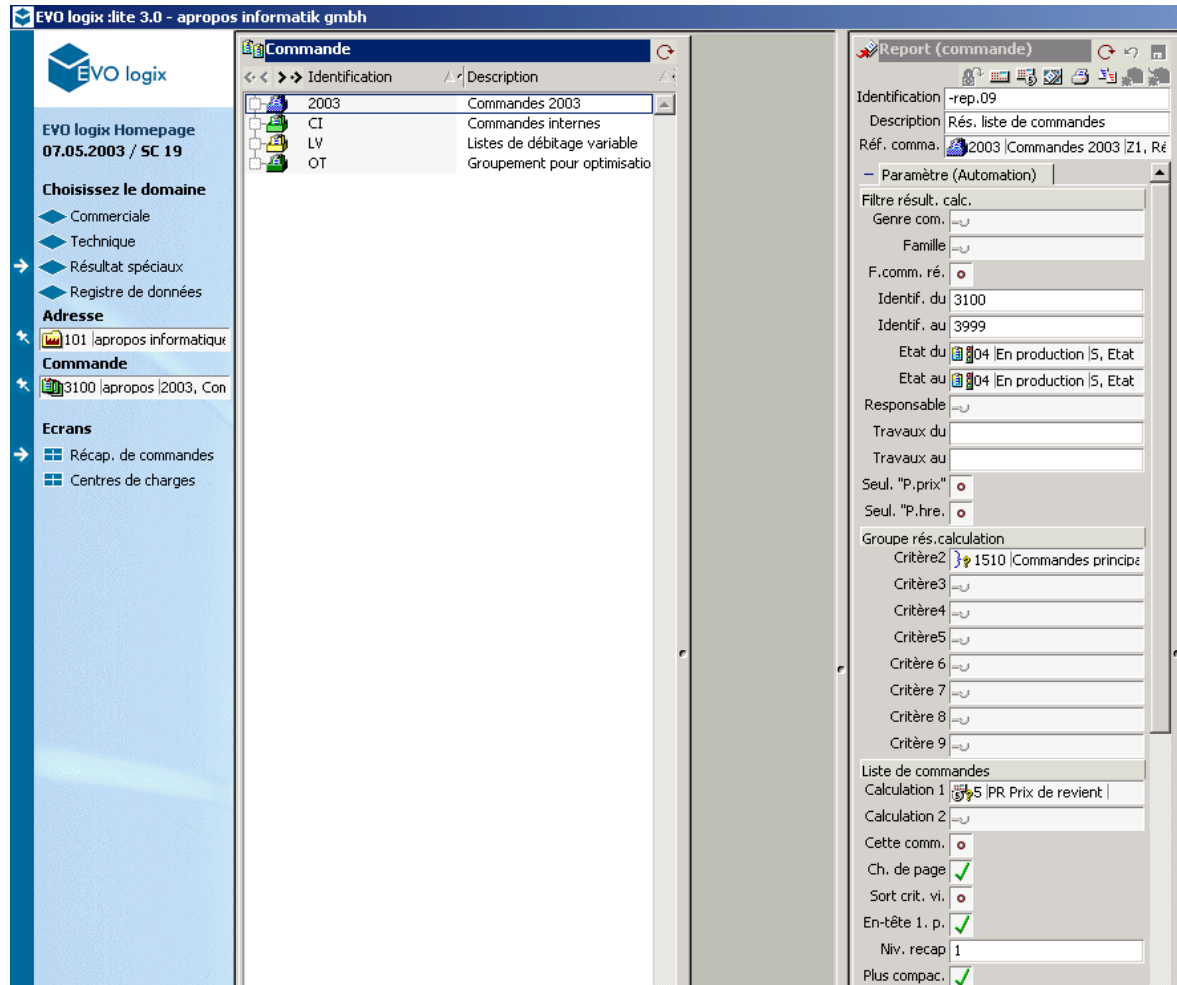 EVO logix :lite 3.0 - apropos informatik gmbh
EVO logix
EVO logix Homepage
07.05.2003 / SC 19
Choisissez le domaine
Commerciale
Technique
Résultat spéciaux
Registre de données
Adresse
101 |apropos informatique
Commande
3100 |apropos |2003, Con
Ecrans
Récap. de commandes
Centres de charges
Commande
Identification Description
2003 Commandes 2003
CI Commandes internes
LV Listes de débitage variable
OT Groupement pour optimisatio
Report (commande)
Identification -rep.09
Description Rés. liste de commandes
Réf. comma. 2003 |Commandes 2003 |Z1, Ré
Paramètre (Automation)
Filtre résult. calc.
Genre com.
Famille
F.comm. ré.
Identif. du 3100
Identif. au 3999
Etat du 04 |En production |S, Etat
Etat au 04 |En production |S, Etat
Responsable
Travaux du
Travaux au
Seul. "P.prix"
Seul. "P.hre.
Groupe rés.calculation
Critère2 1510 |Commandes principa
Critère3
Critère4
Critère5
Critère 6
Critère 7
Critère 8
Critère 9
Liste de commandes
Calculation 1 5 |PR Prix de revient |
Calculation 2
Cette comm.
Ch. de page
Sort crit. vi.
En-tête 1. p.
Niv. recap 1
Plus compac.